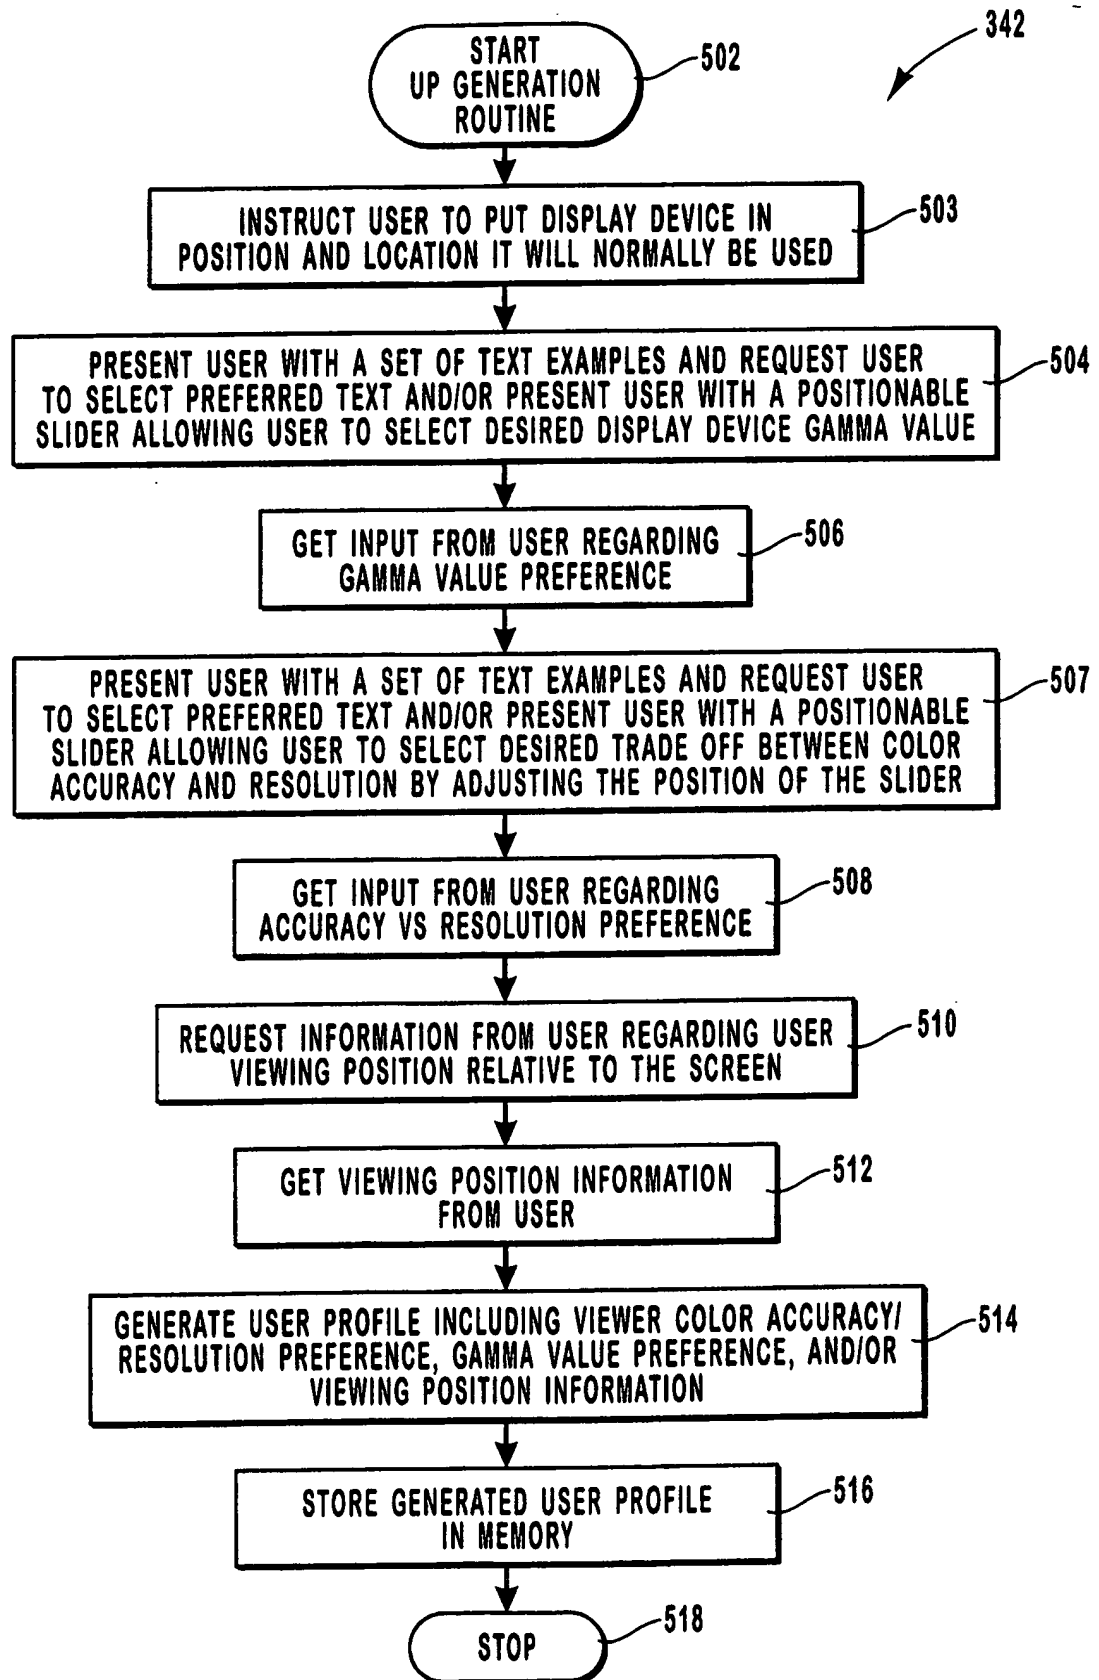 342
START
UP GENERATION
ROUTINE
502
INSTRUCT USER TO PUT DISPLAY DEVICE IN
POSITION AND LOCATION IT WILL NORMALLY BE USED
503
PRESENT USER WITH A SET OF TEXT EXAMPLES AND REQUEST USER
TO SELECT PREFERRED TEXT AND/OR PRESENT USER WITH A POSITIONABLE
SLIDER ALLOWING USER TO SELECT DESIRED DISPLAY DEVICE GAMMA VALUE
504
GET INPUT FROM USER REGARDING
GAMMA VALUE PREFERENCE
506
PRESENT USER WITH A SET OF TEXT EXAMPLES AND REQUEST USER
TO SELECT PREFERRED TEXT AND/OR PRESENT USER WITH A POSITIONABLE
SLIDER ALLOWING USER TO SELECT DESIRED TRADE OFF BETWEEN COLOR
ACCURACY AND RESOLUTION BY ADJUSTING THE POSITION OF THE SLIDER
507
GET INPUT FROM USER REGARDING
ACCURACY VS RESOLUTION PREFERENCE
508
REQUEST INFORMATION FROM USER REGARDING USER
VIEWING POSITION RELATIVE TO THE SCREEN
510
GET VIEWING POSITION INFORMATION
FROM USER
512
GENERATE USER PROFILE INCLUDING VIEWER COLOR ACCURACY/
RESOLUTION PREFERENCE, GAMMA VALUE PREFERENCE, AND/OR
VIEWING POSITION INFORMATION
514
STORE GENERATED USER PROFILE
IN MEMORY
516
STOP
518